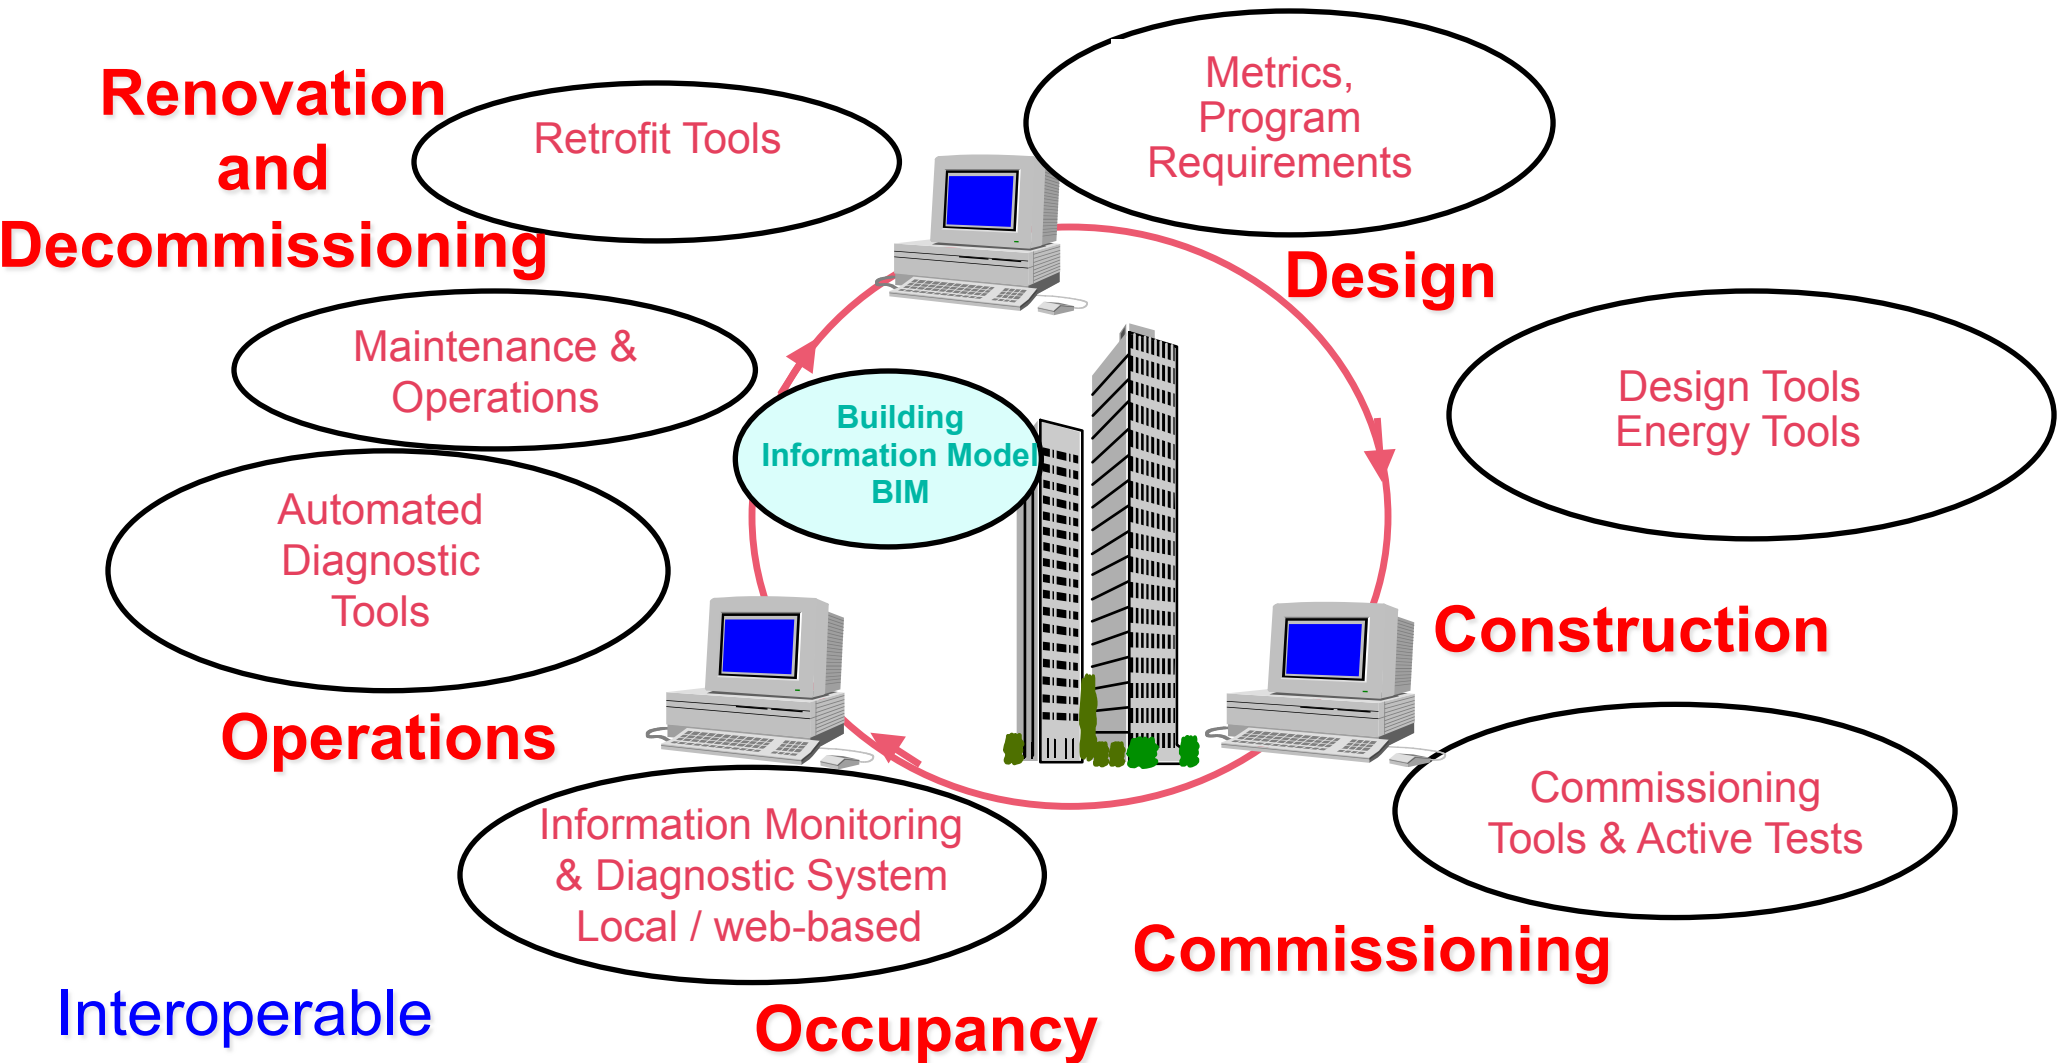 Renovation
and
Decommissioning
Retrofit Tools
Metrics,
Program
Requirements
Design
Maintenance &
Operations
Design Tools
Energy Tools
Building
Information Model
BIM
Automated
Diagnostic
Tools
Construction
Operations
Commissioning
Tools & Active Tests
Information Monitoring
& Diagnostic System
Local / web-based
Commissioning
Interoperable
Occupancy